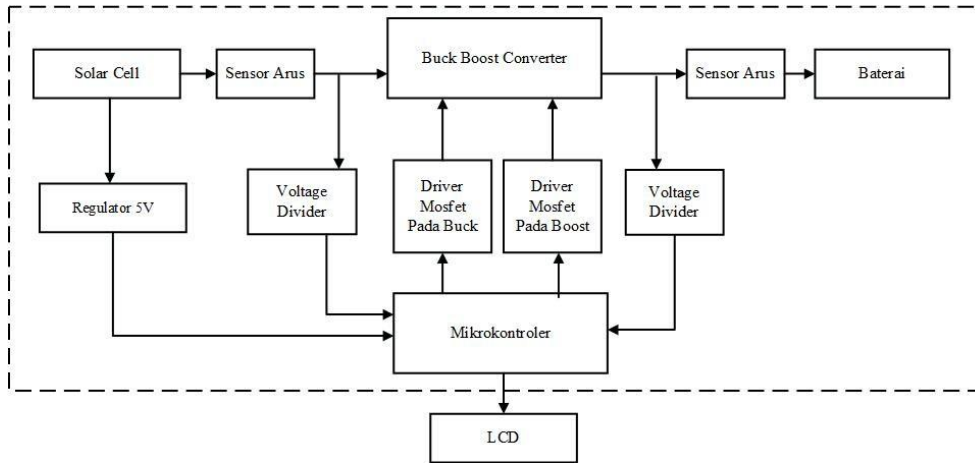 Solar Cell
Sensor Arus
Buck Boost Converter
Sensor Arus
Baterai
Regulator 5V
Voltage
Divider
Driver
Mosfet
Pada Buck
Driver
Mosfet
Pada Boost
Voltage
Divider
Mikrokontroler
LCD